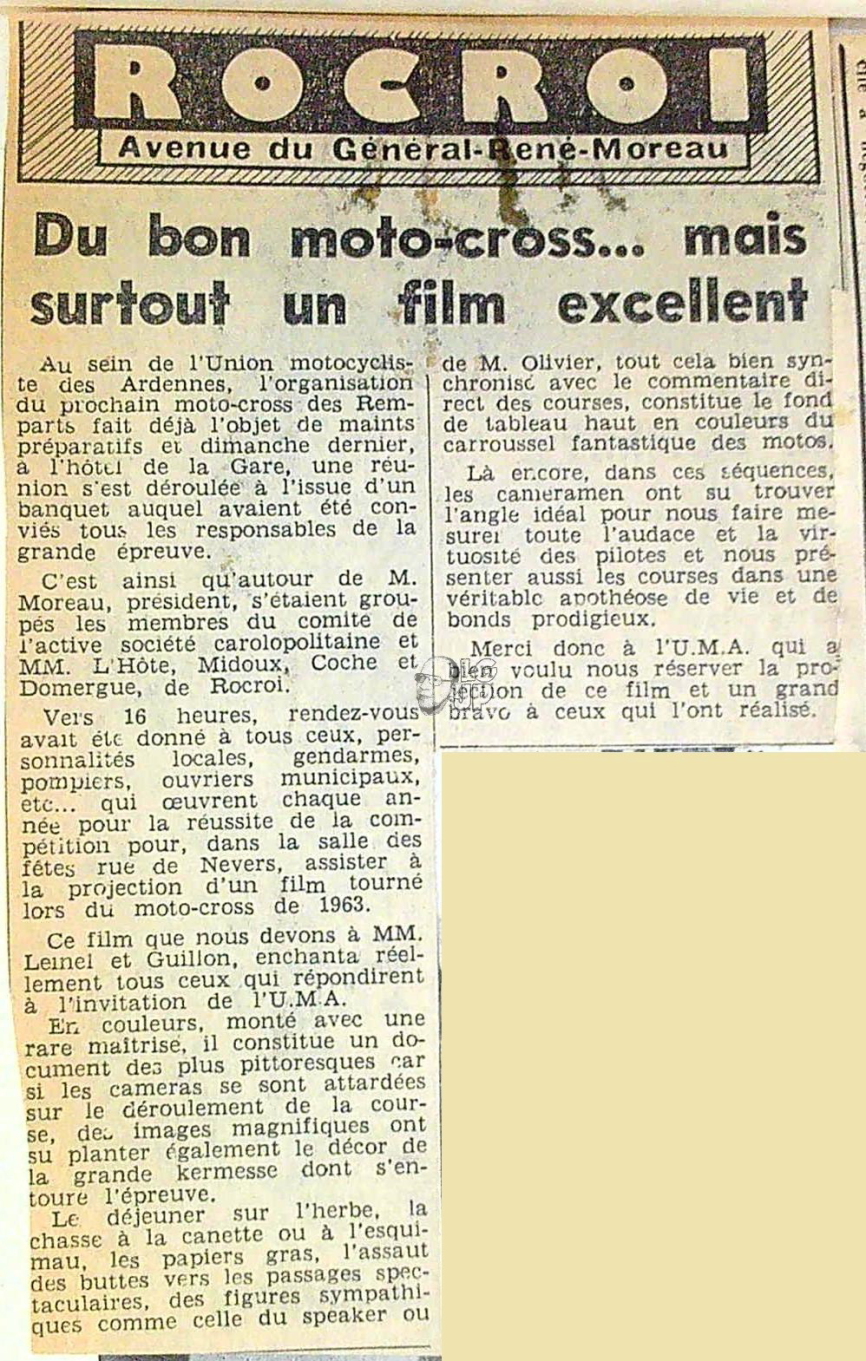 ROCROI
Avenue du Général-René-Moreau
Du bon moto-cross... mais
surtout un film excellent
Au sein de l'Union motocyclis-
te des Ardennes, l'organisation
du prochain moto-cross des Rem-
parts fait déjà l'objet de maints
préparatifs et dimanche dernier,
à l'hôtel de la Gare, une réu-
nion s'est déroulée à l'issue d'un
banquet auquel avaient été con-
viés tous les responsables de la
grande épreuve.
C'est ainsi qu'autour de M.
Moreau, président, s'étaient grou-
pés les membres du comité de
l'active société carolopolitaine et
MM. L'Hôte, Midoux, Coche et
Domergue, de Rocroi.
Vers 16 heures, rendez-vous
avait été donné à tous ceux, per-
sonnalités locales, gendarmes,
pompiers, ouvriers municipaux,
etc... qui œuvrent chaque an-
née pour la réussite de la com-
pétition pour, dans la salle des
fêtes rue de Nevers, assister à
la projection d'un film tourné
lors du moto-cross de 1963.
Ce film que nous devons à MM.
Leinel et Guillon, enchanta réel-
lement tous ceux qui répondirent
à l'invitation de l'U.M.A.
En couleurs, monté avec une
rare maîtrise, il constitue un do-
cument des plus pittoresques car
si les cameras se sont attardées
sur le déroulement de la cour-
se, des images magnifiques ont
su planter également le décor de
la grande kermesse dont s'en-
toure l'épreuve.
Le déjeuner sur l'herbe, la
chasse à la canette ou à l'esqui-
mau, les papiers gras, l'assaut
des buttes vers les passages spec-
taculaires, des figures sympathi-
ques comme celle du speaker ou
de M. Olivier, tout cela bien syn-
chronisé avec le commentaire di-
rect des courses, constitue le fond
de tableau haut en couleurs du
carroussel fantastique des motos.
Là encore, dans ces séquences,
les cameramen ont su trouver
l'angle idéal pour nous faire me-
surer toute l'audace et la vir-
tuosité des pilotes et nous pré-
senter aussi les courses dans une
véritable apothéose de vie et de
bonds prodigieux.
Merci donc à l'U.M.A. qui a
bien voulu nous réserver la pro-
jection de ce film et un grand
bravo à ceux qui l'ont réalisé.